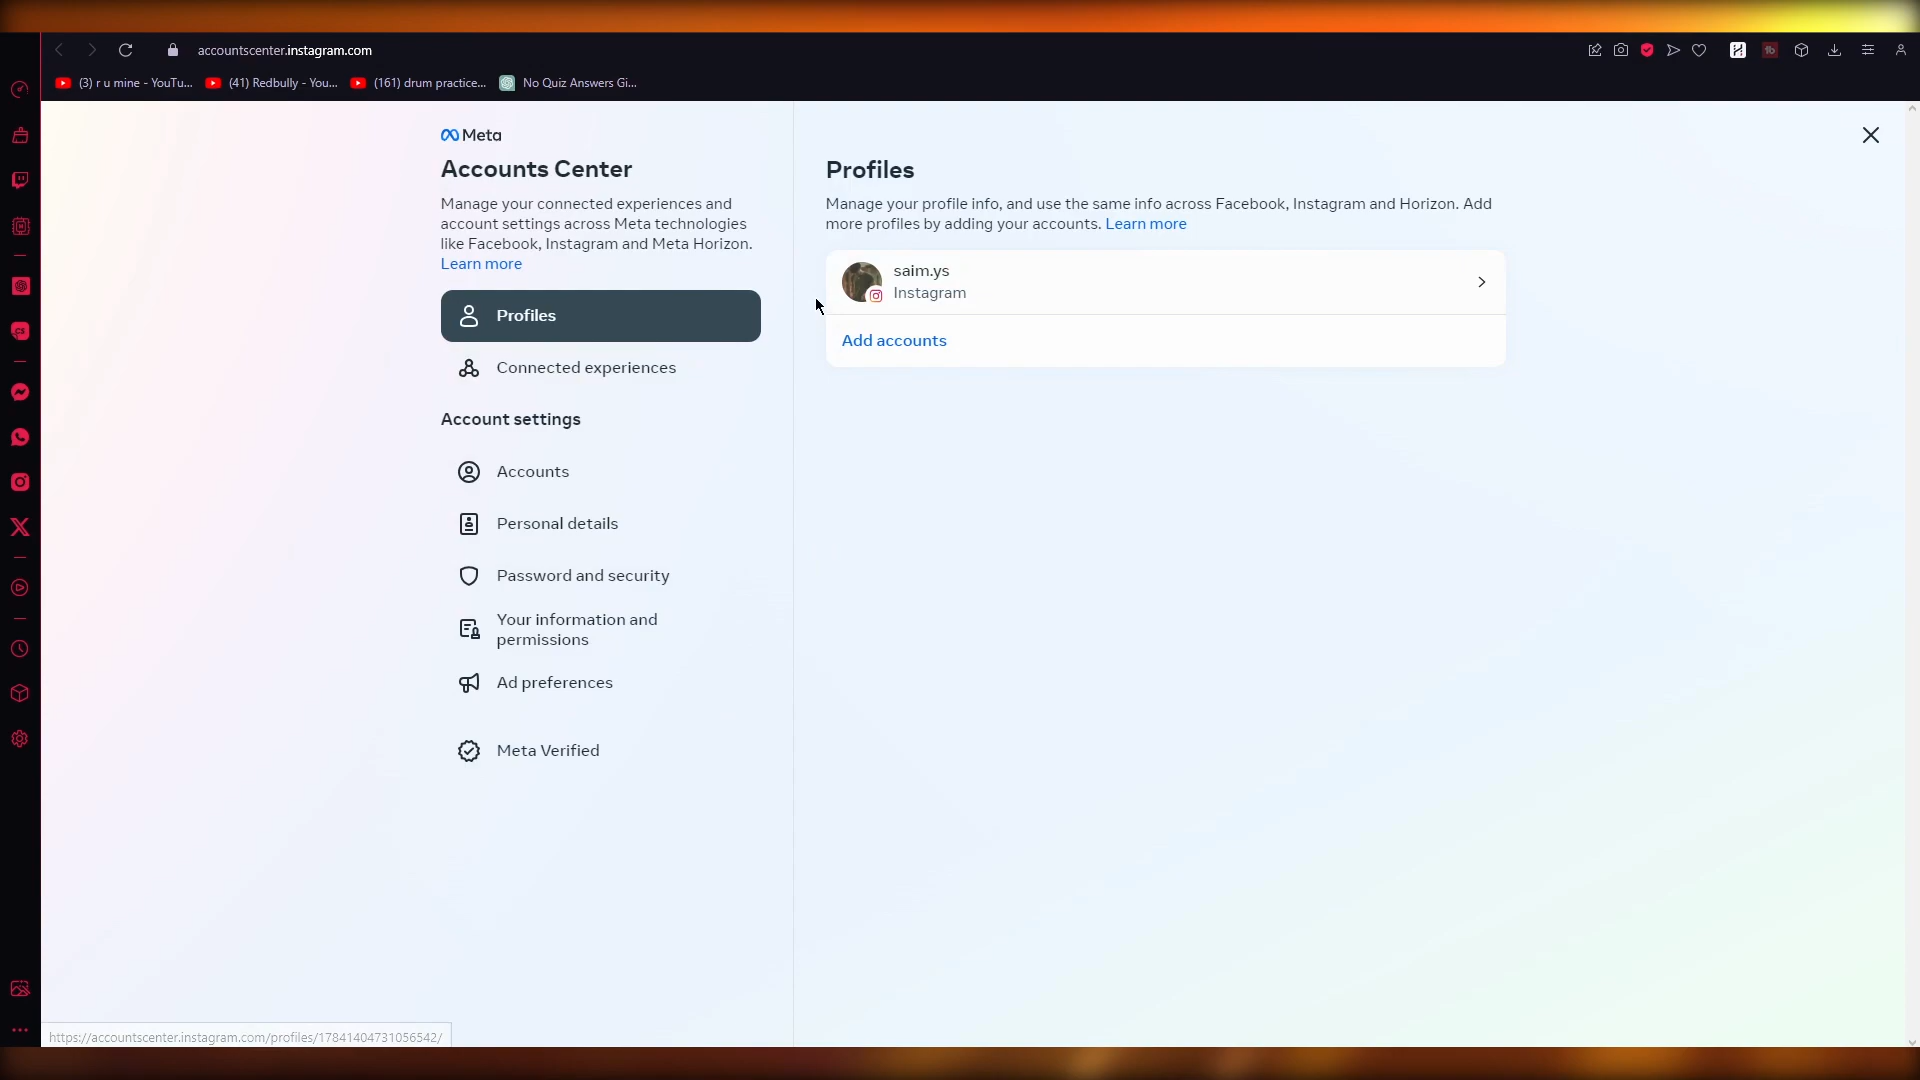 accountscenter.instagram.com
(3) r u mine - YouTu...
(41) Redbully - You...
(161) drum practice...
No Quiz Answers Gi...
Meta
Accounts Center
Manage your connected experiences and
account settings across Meta technologies
like Facebook, Instagram and Meta Horizon.
Learn more
Profiles
Connected experiences
Account settings
Accounts
Personal details
Password and security
Your information and
permissions
Ad preferences
Meta Verified
Profiles
Manage your profile info, and use the same info across Facebook, Instagram and Horizon. Add
more profiles by adding your accounts. Learn more
saim.ys
Instagram
Add accounts
https://accountscenter.instagram.com/profiles/17841404731056542/